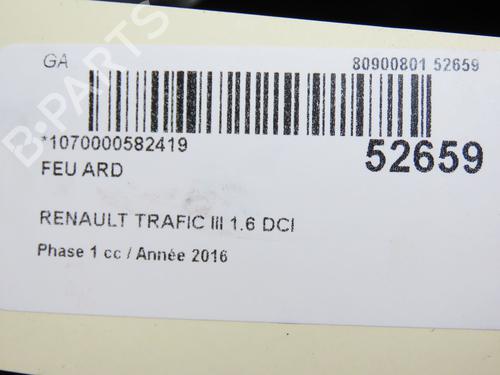 GA 80900801 52659
*1070000582419 52659
FEU ARD
RENAULT TRAFIC III 1.6 DCI
Phase 1 cc / Année 2016
B-PARTS